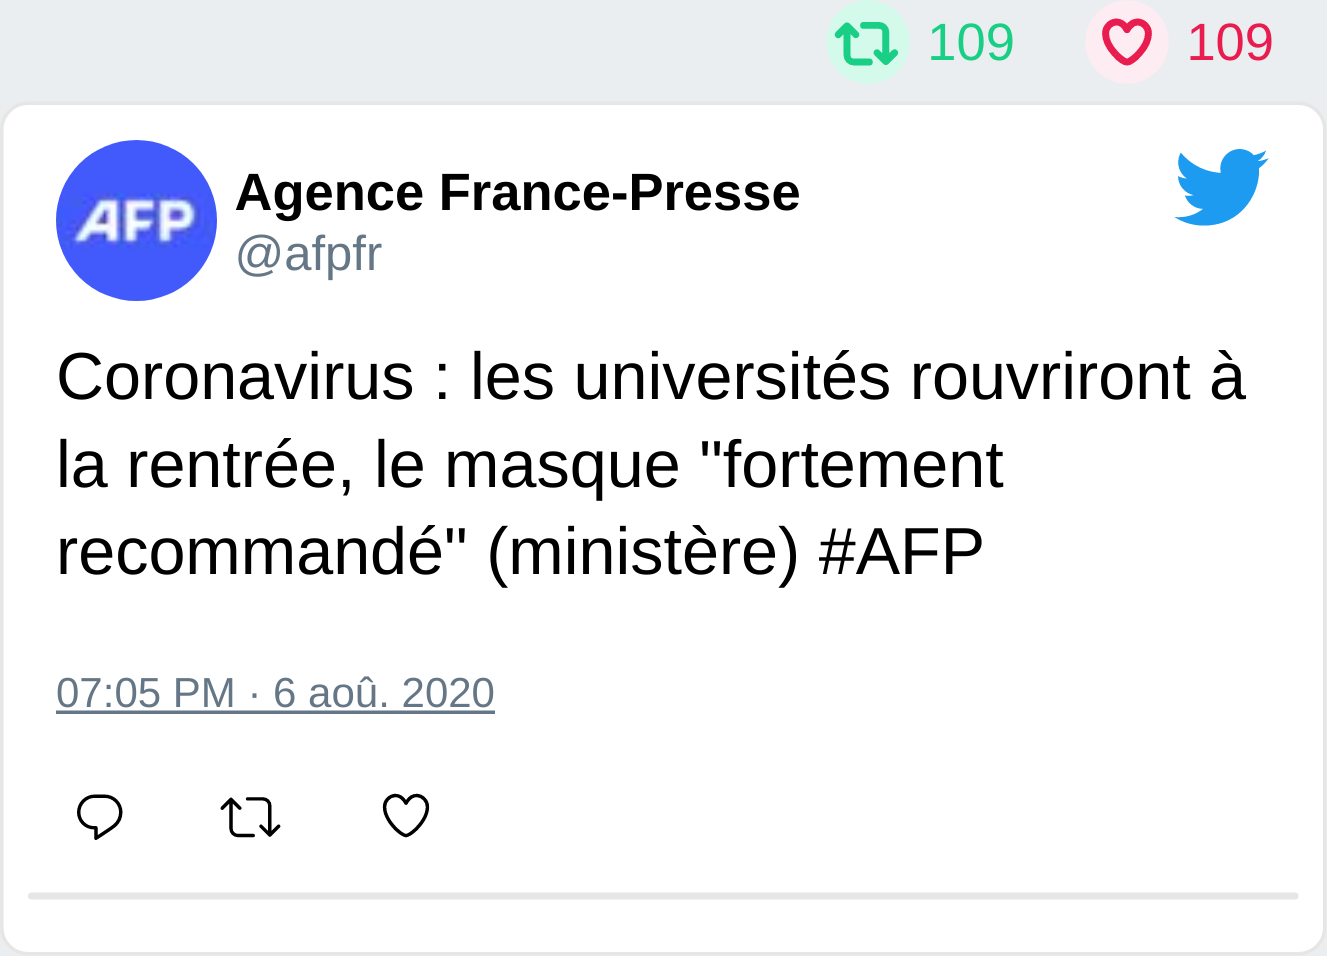 109 109
AFP
Agence France-Presse
@afpfr
Coronavirus : les universités rouvriront à
la rentrée, le masque "fortement
recommandé" (ministère) #AFP
07:05 PM · 6 aoû. 2020